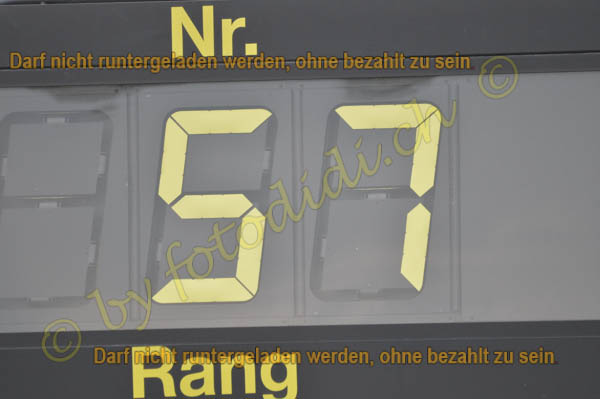 Nr.
Darf nicht runtergeladen werden, ohne bezahlt zu sein
57
© by fotodidi.ch ©
Darf nicht runtergeladen werden, ohne bezahlt zu sein
Rang